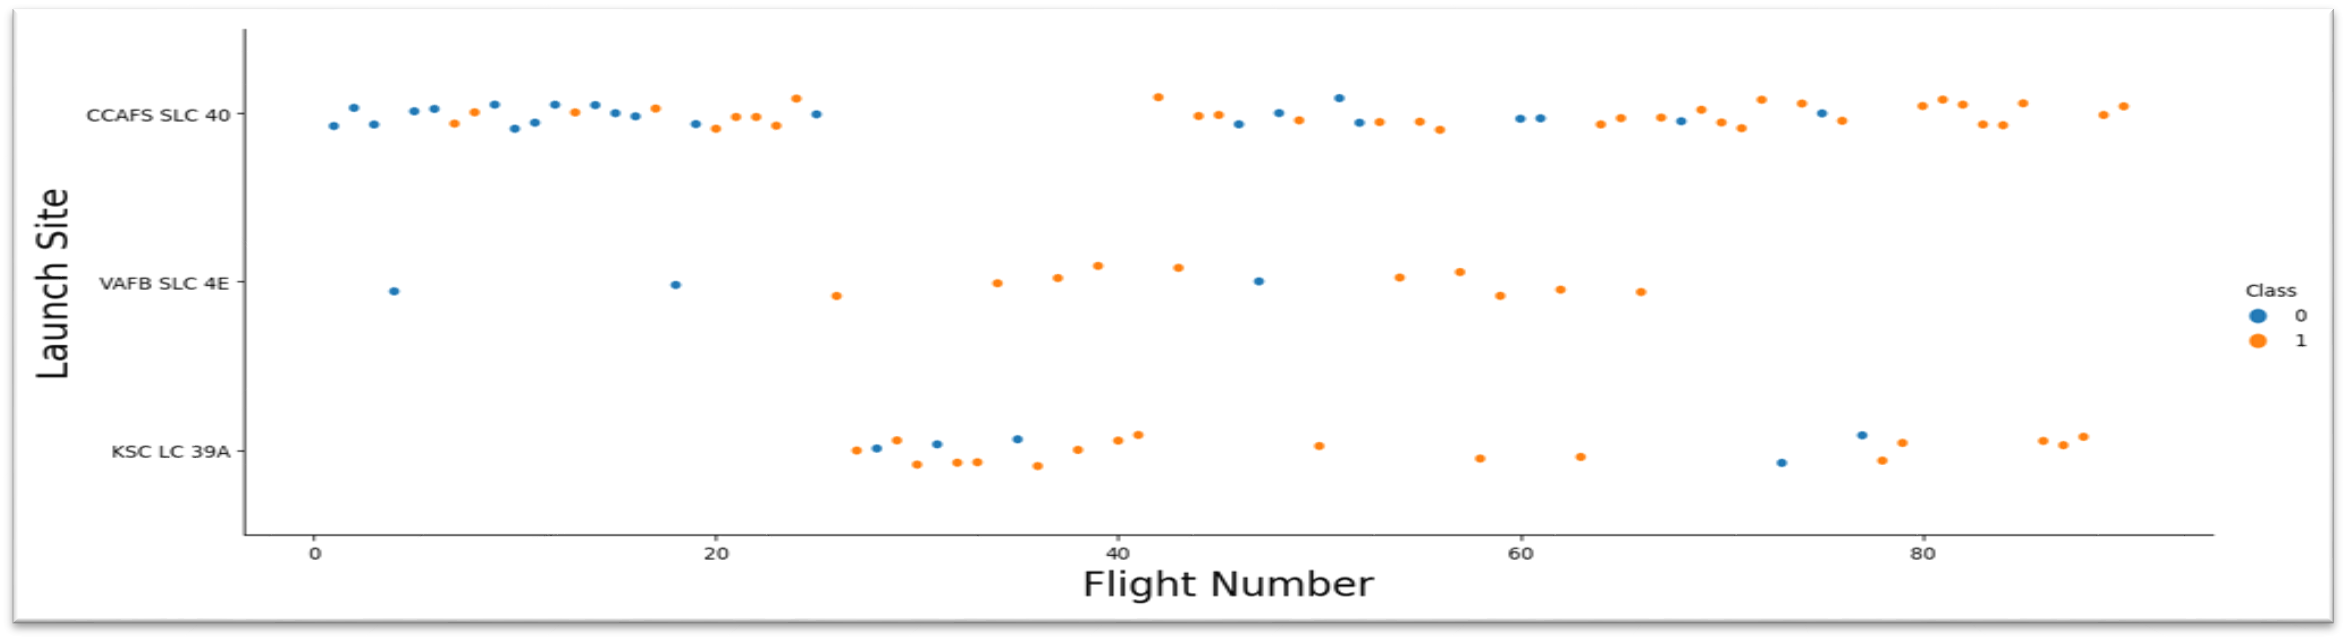 CCAFS SLC 40
VAFB SLC 4E
KSC LC 39A
Launch Site
0 20 40 60 80
Flight Number
Class
0
1